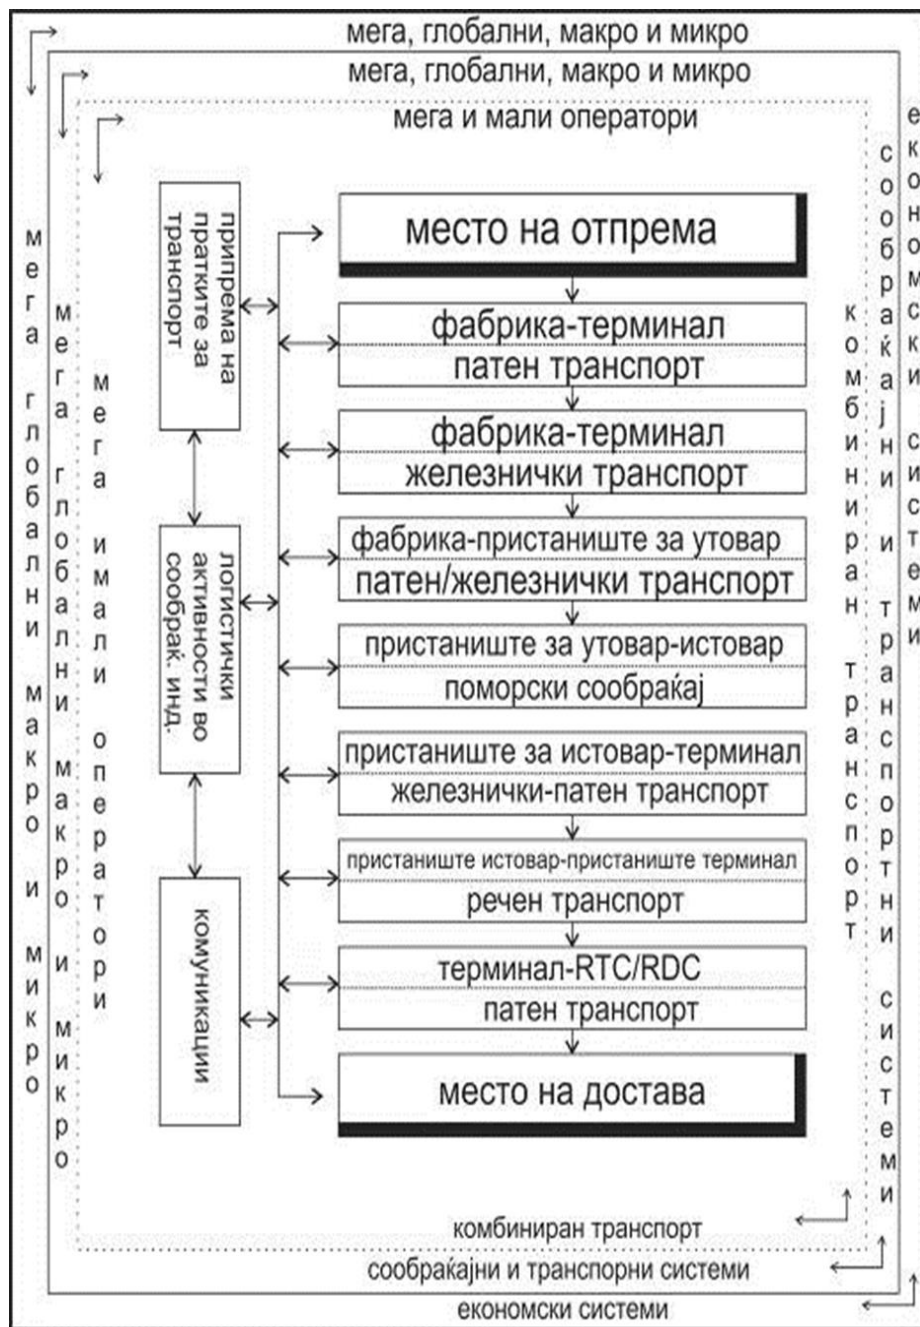 мега, глобални, макро и микро
мега, глобални, макро и микро
мега и мали оператори
мега глобални макро и микро
мега глобални макро и микро
мега имали оператори
припрема на
пратките за
транспорт
логистички
активности во
сообраќ. инд.
комуникации
место на отпрема
фабрика-терминал
патен транспорт
фабрика-терминал
железнички транспорт
фабрика-пристаниште за утовар
патен/железнички транспорт
пристаниште за утовар-истовар
поморски сообраќај
пристаниште за истовар-терминал
железнички-патен транспорт
пристаниште истовар-пристаниште терминал
речен транспорт
терминал-RTC/RDC
патен транспорт
место на достава
комбиниран транспорт
сообраќајни и транспортни системи
економски системи
комбиниран транспорт
сообраќајни и транспорни системи
економски системи